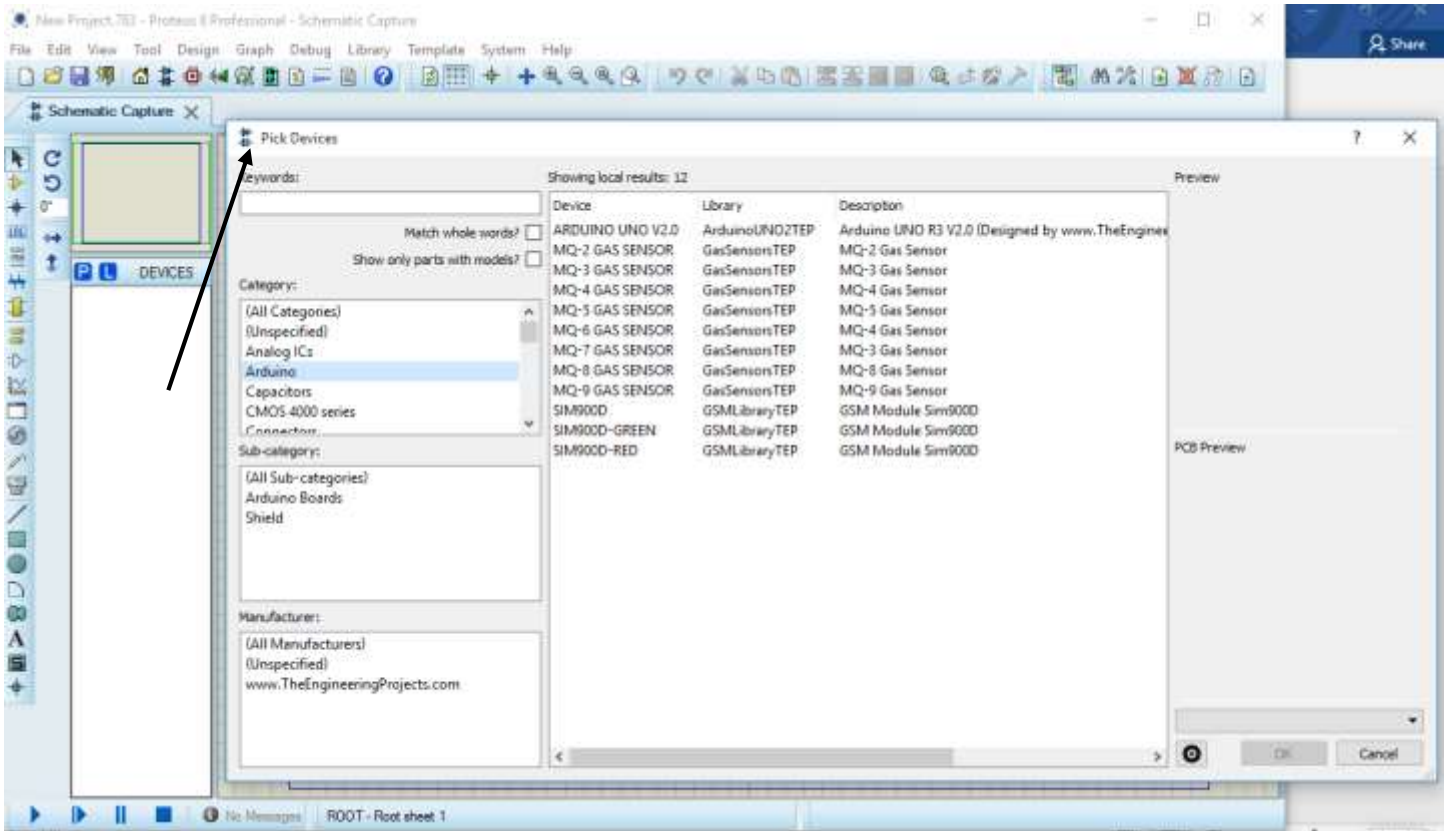 New Project.783 - Proteus 8 Professional - Schematic Capture
Share
File Edit View Tool Design Graph Debug Library Template System Help
Schematic Capture
Pick Devices
Keywords:
Showing local results: 12
Preview
Device Library Description
Match whole words?
Show only parts with models?
ARDUINO UNO V2.0 ArduinoUNO2TEP Arduino UNO R3 V2.0 (Designed by www.TheEnginee
MQ-2 GAS SENSOR GasSensorsTEP MQ-2 Gas Sensor
MQ-3 GAS SENSOR GasSensorsTEP MQ-3 Gas Sensor
MQ-4 GAS SENSOR GasSensorsTEP MQ-4 Gas Sensor
MQ-5 GAS SENSOR GasSensorsTEP MQ-5 Gas Sensor
MQ-6 GAS SENSOR GasSensorsTEP MQ-4 Gas Sensor
MQ-7 GAS SENSOR GasSensorsTEP MQ-3 Gas Sensor
MQ-8 GAS SENSOR GasSensorsTEP MQ-8 Gas Sensor
MQ-9 GAS SENSOR GasSensorsTEP MQ-9 Gas Sensor
SIM900D GSMLibraryTEP GSM Module Sim900D
SIM900D-GREEN GSMLibraryTEP GSM Module Sim900D
SIM900D-RED GSMLibraryTEP GSM Module Sim900D
P L DEVICES
Category:
(All Categories)
(Unspecified)
Analog ICs
Arduino
Capacitors
CMOS 4000 series
Connectors
Sub-category:
(All Sub-categories)
Arduino Boards
Shield
PCB Preview
Manufacturer:
(All Manufacturers)
(Unspecified)
www.TheEngineeringProjects.com
OK Cancel
No Messages ROOT - Root sheet 1